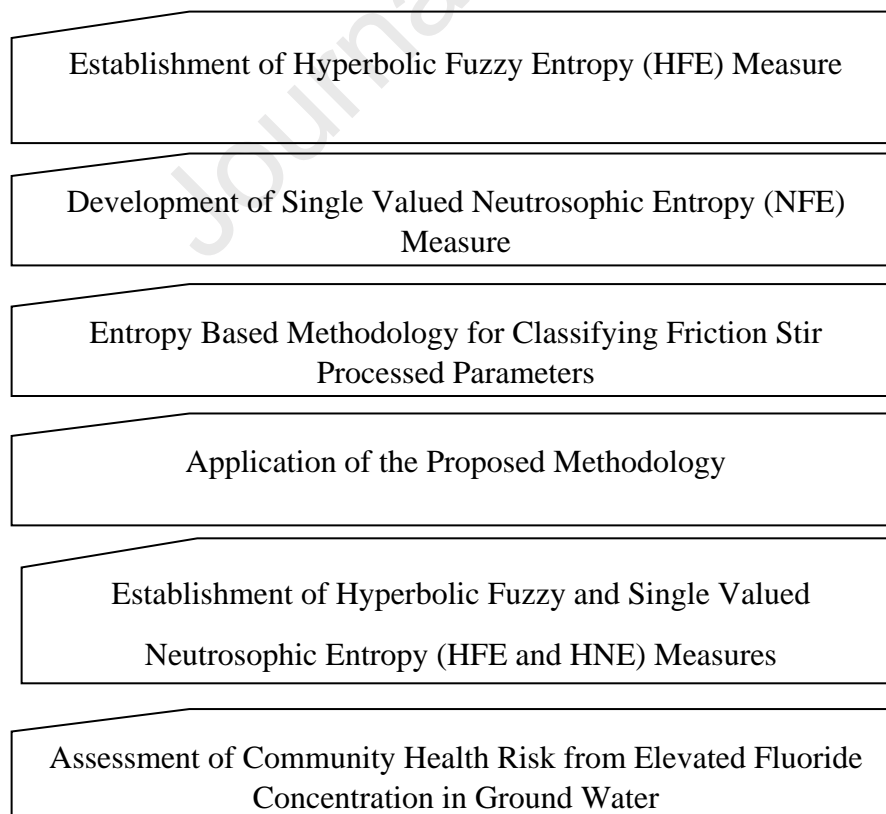 Journa
Establishment of Hyperbolic Fuzzy Entropy (HFE) Measure
Development of Single Valued Neutrosophic Entropy (NFE)
Measure
Entropy Based Methodology for Classifying Friction Stir
Processed Parameters
Application of the Proposed Methodology
Establishment of Hyperbolic Fuzzy and Single Valued
Neutrosophic Entropy (HFE and HNE) Measures
Assessment of Community Health Risk from Elevated Fluoride
Concentration in Ground Water